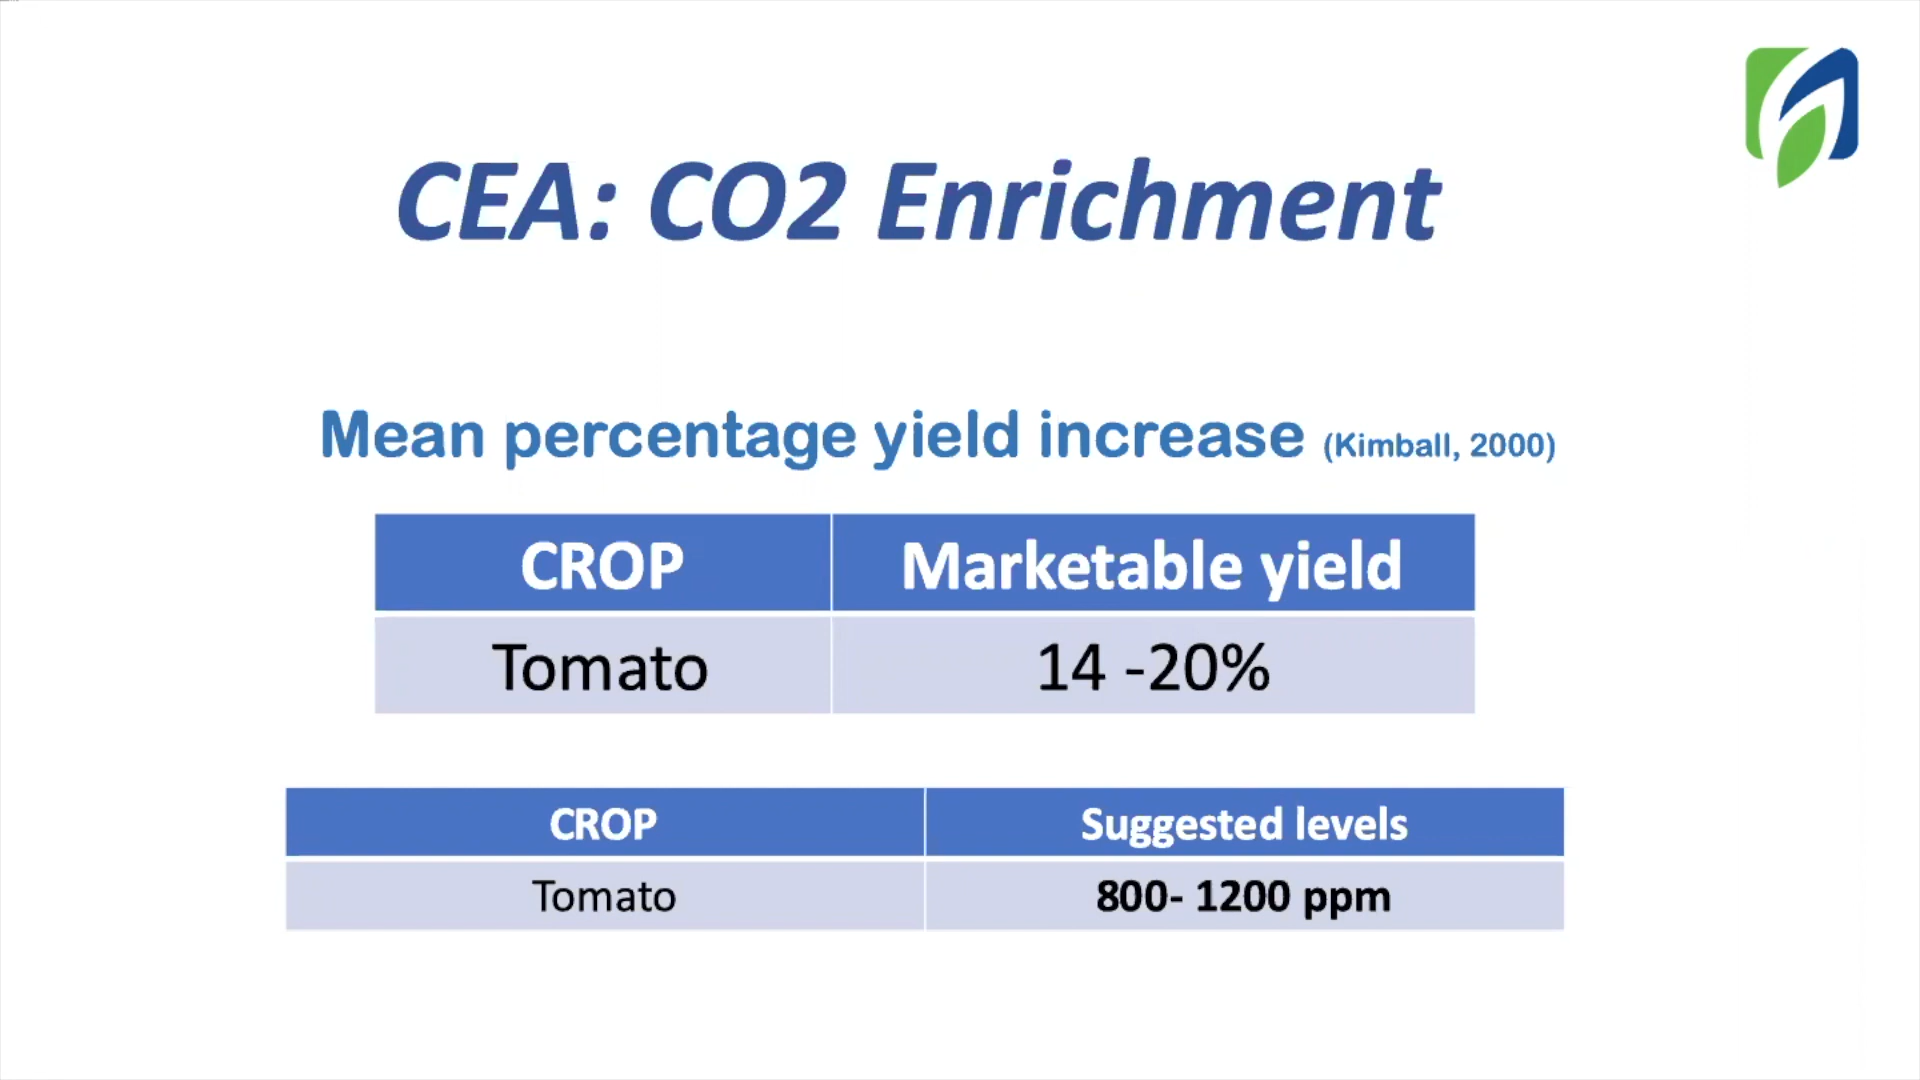 CEA: CO2 Enrichment
Mean percentage yield increase (Kimball, 2000)
CROP Marketable yield
Tomato 14 -20%
CROP Suggested levels
Tomato 800- 1200 ppm